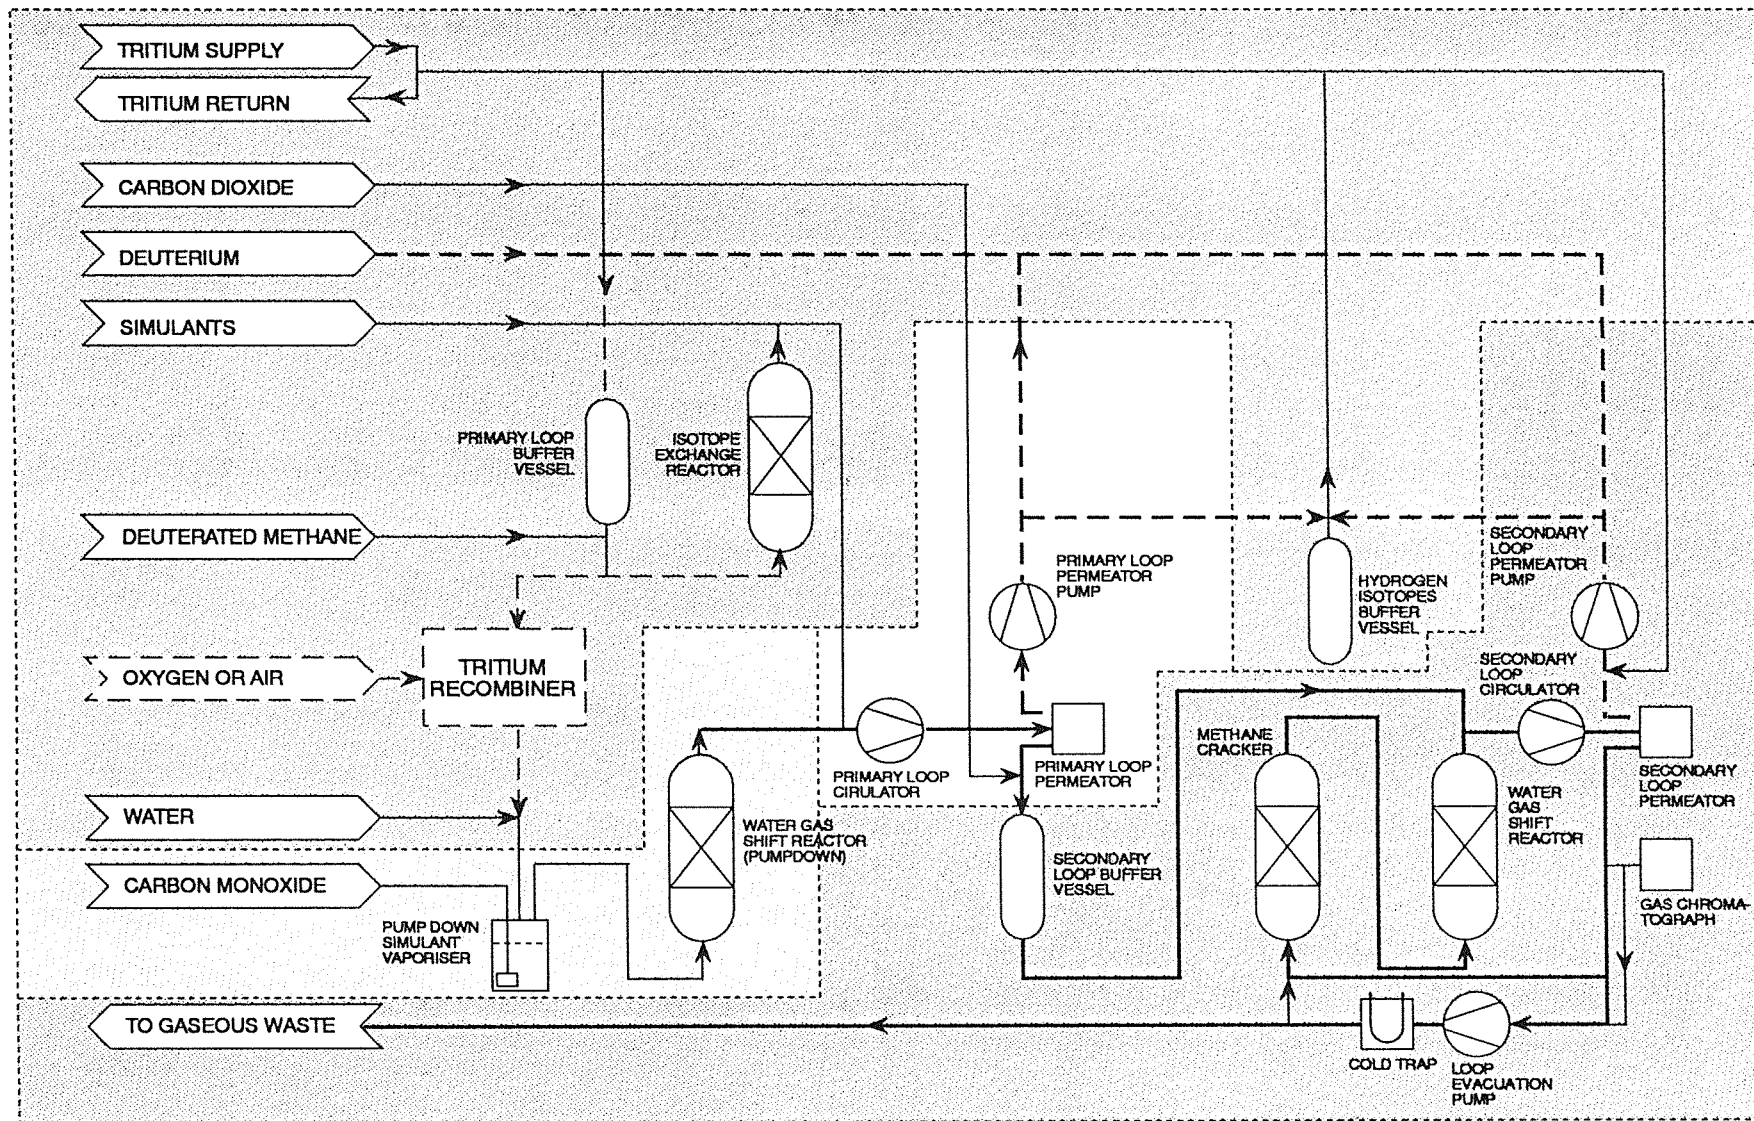 TRITIUM SUPPLY
TRITIUM RETURN
CARBON DIOXIDE
DEUTERIUM
SIMULANTS
PRIMARY LOOP
BUFFER
VESSEL
ISOTOPE
EXCHANGE
REACTOR
DEUTERATED METHANE
PRIMARY LOOP
PERMEATOR
PUMP
HYDROGEN
ISOTOPES
BUFFER
VESSEL
SECONDARY
LOOP
PERMEATOR
PUMP
OXYGEN OR AIR
TRITIUM
RECOMBINER
SECONDARY
LOOP
CIRCULATOR
METHANE
CRACKER
PRIMARY LOOP
CIRULATOR
PRIMARY LOOP
PERMEATOR
SECONDARY
LOOP
PERMEATOR
WATER
WATER GAS
SHIFT REACTOR
(PUMPDOWN)
WATER
GAS
SHIFT
REACTOR
SECONDARY
LOOP BUFFER
VESSEL
CARBON MONOXIDE
GAS CHROMA-
TOGRAPH
PUMP DOWN
SIMULANT
VAPORISER
TO GASEOUS WASTE
COLD TRAP
LOOP
EVACUATION
PUMP